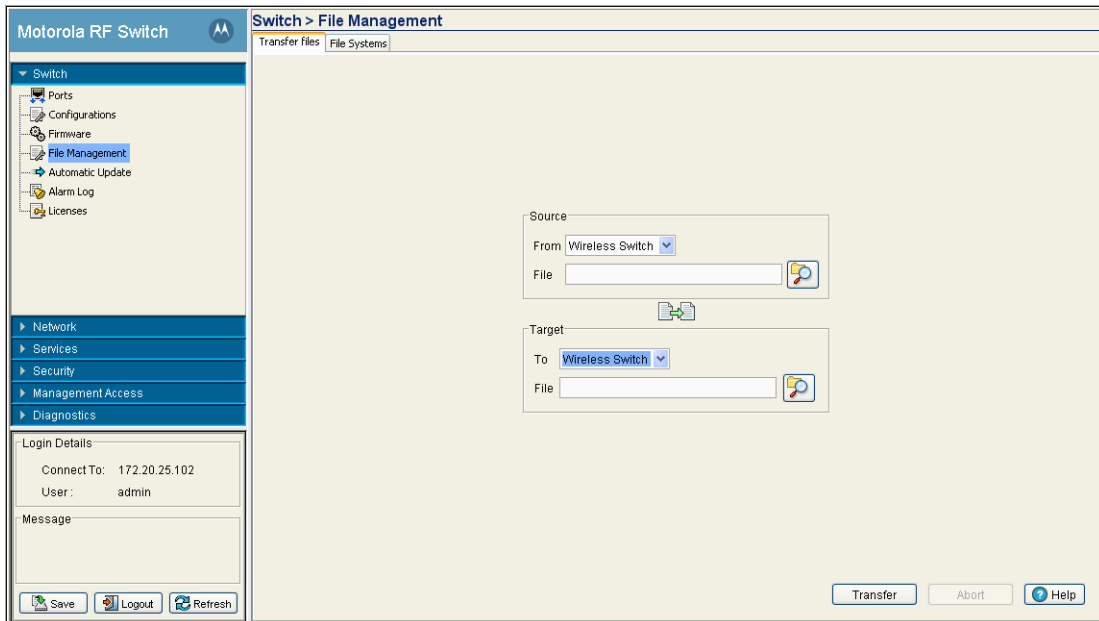 Motorola RF Switch
Switch
Ports
Configurations
Firmware
File Management
Automatic Update
Alarm Log
Licenses
Network
Services
Security
Management Access
Diagnostics
Login Details
Connect To: 172.20.25.102
User : admin
Message
Save Logout Refresh
Switch > File Management
Transfer files File Systems
Source
From Wireless Switch
File
Target
To Wireless Switch
File
Transfer Abort Help